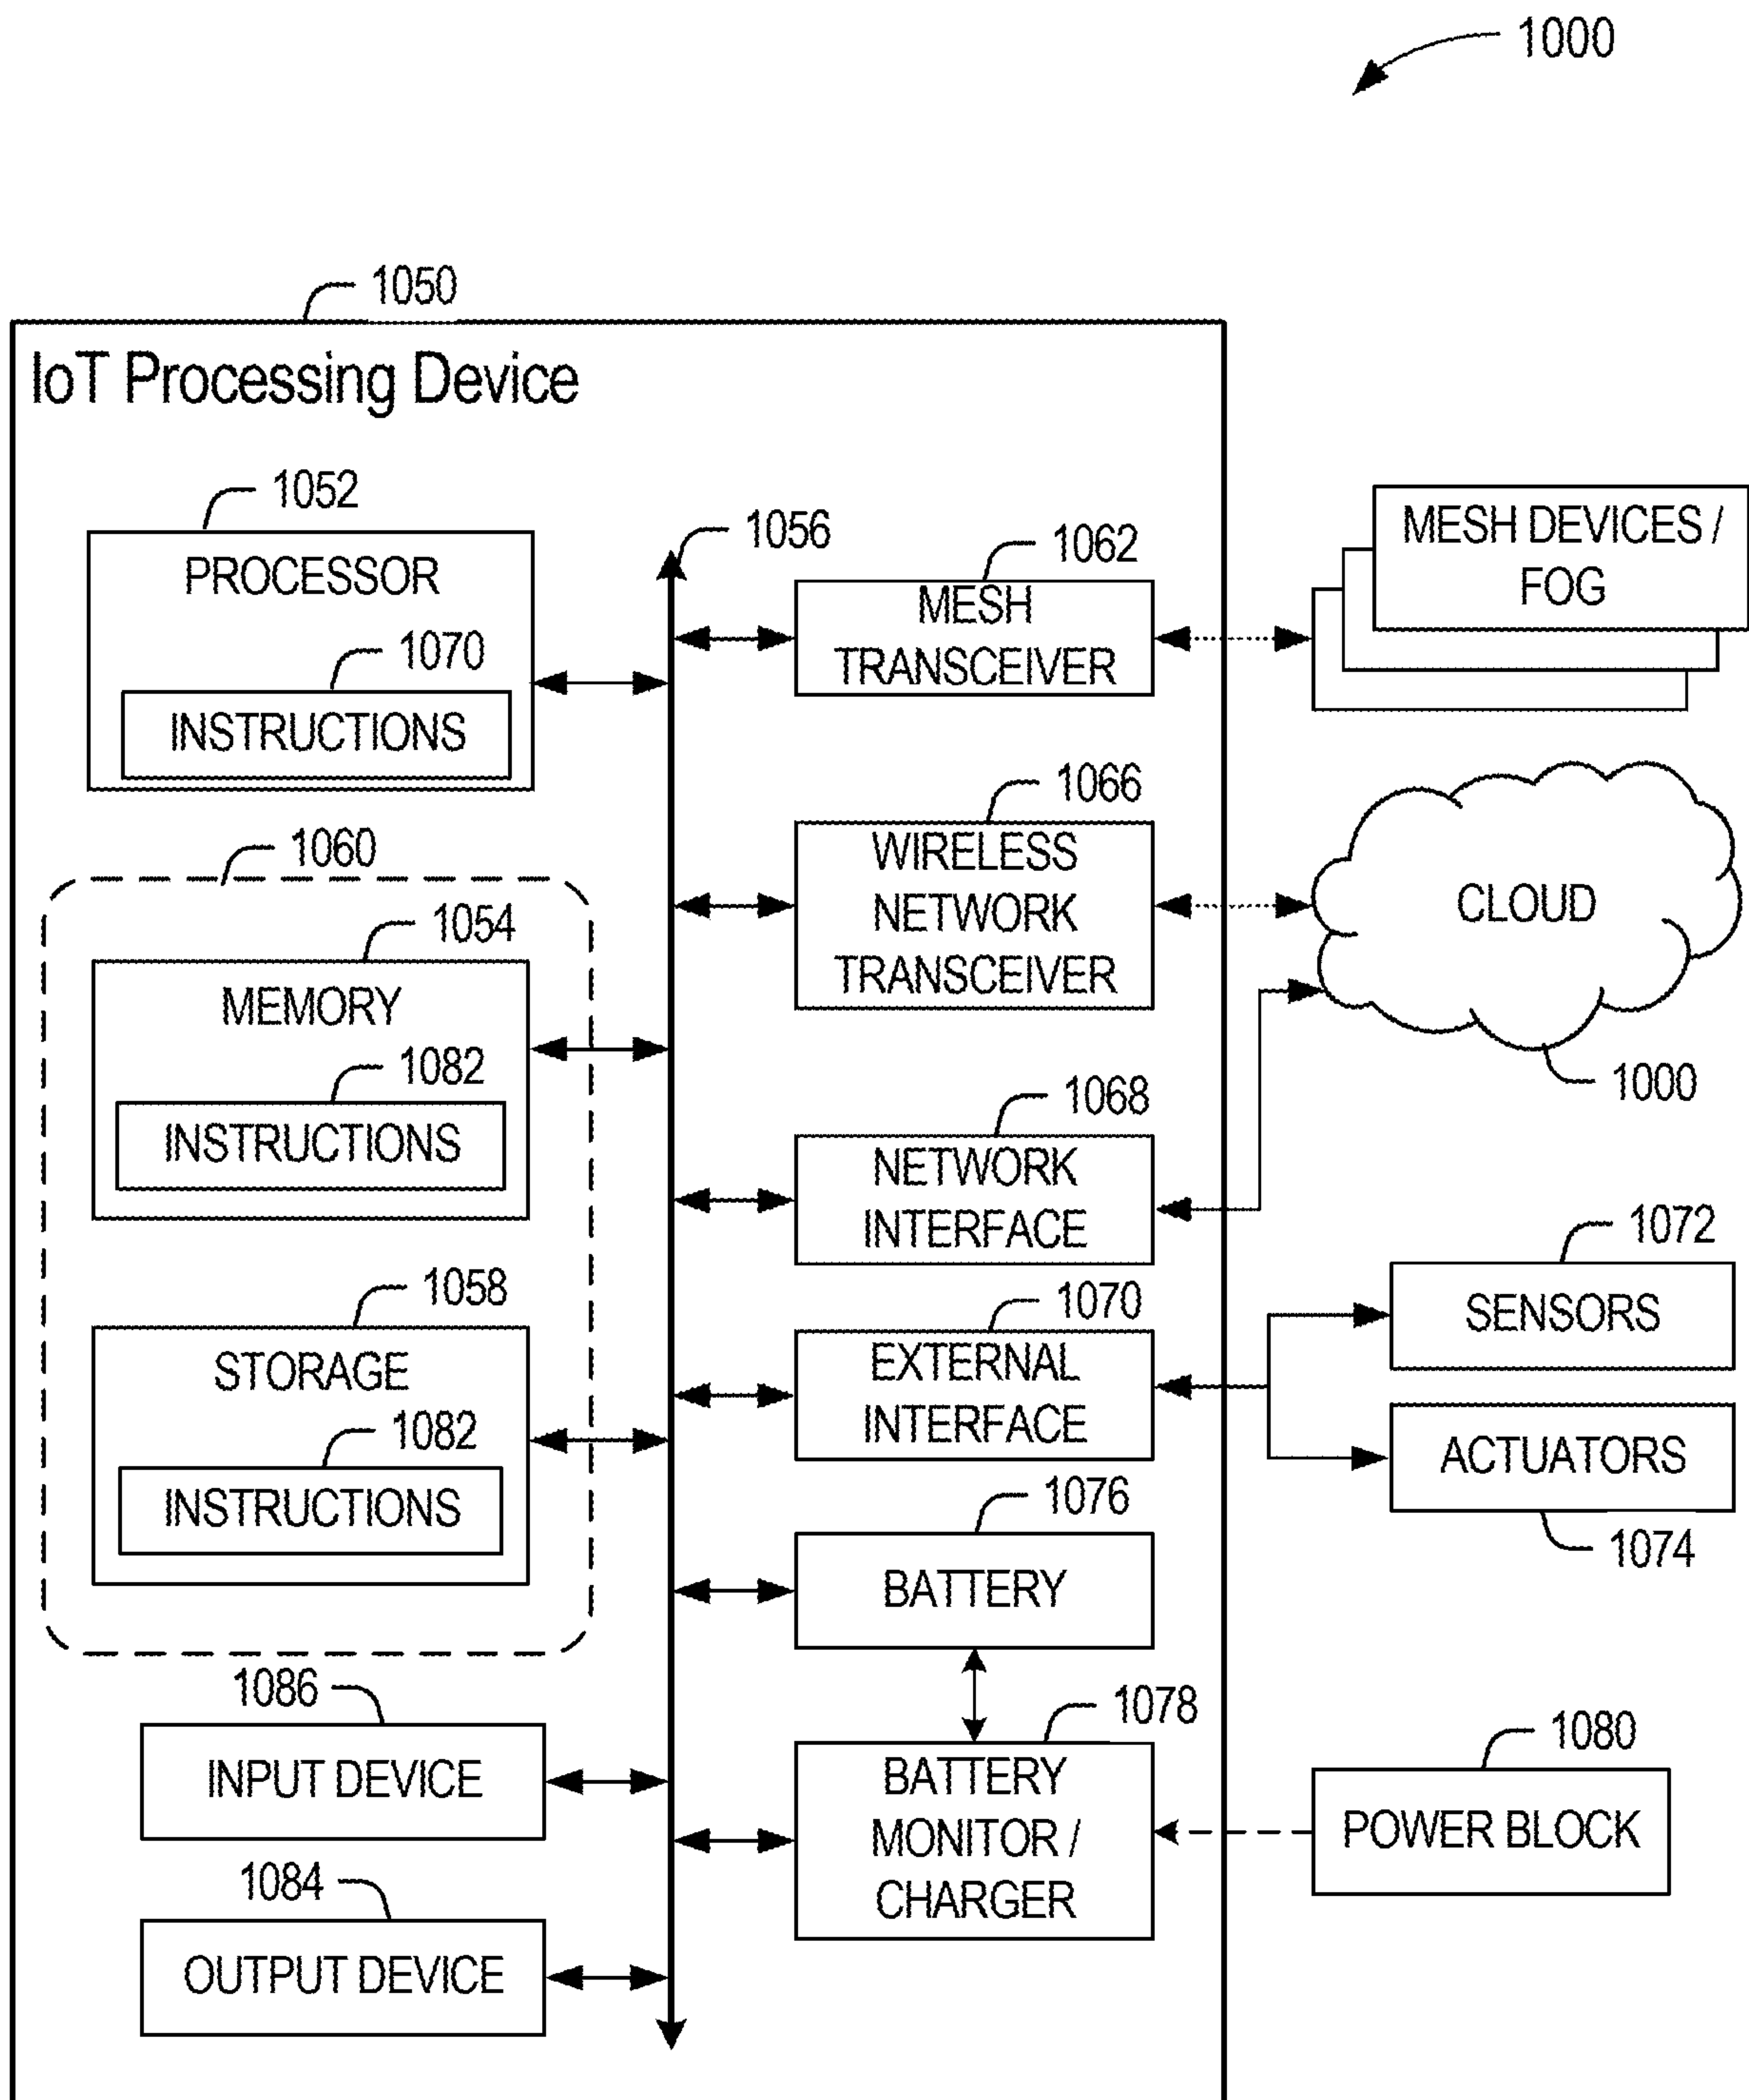 1000
1050
IoT Processing Device
1052
PROCESSOR
1070
INSTRUCTIONS
1060
1054
MEMORY
1082
INSTRUCTIONS
1058
STORAGE
1082
INSTRUCTIONS
1086
INPUT DEVICE
1084
OUTPUT DEVICE
1056
1062
MESH
TRANSCEIVER
1066
WIRELESS
NETWORK
TRANSCEIVER
1068
NETWORK
INTERFACE
1070
EXTERNAL
INTERFACE
1076
BATTERY
1078
BATTERY
MONITOR /
CHARGER
MESH DEVICES /
FOG
CLOUD
1000
1072
SENSORS
ACTUATORS
1074
1080
POWER BLOCK